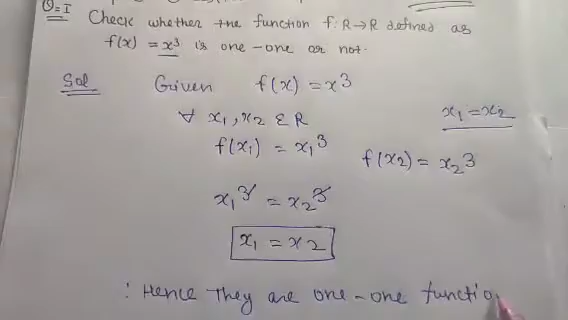 Q=I Check whether the function f: R→R defined as
f(x) = x³ is one-one or not.
Sol Given f(x) = x³
∀ x₁, x₂ ∈ R x₁ = x₂
f(x₁) = x₁³ f(x₂) = x₂³
x₁³ = x₂³
x₁ = x₂
: Hence They are one-one functio